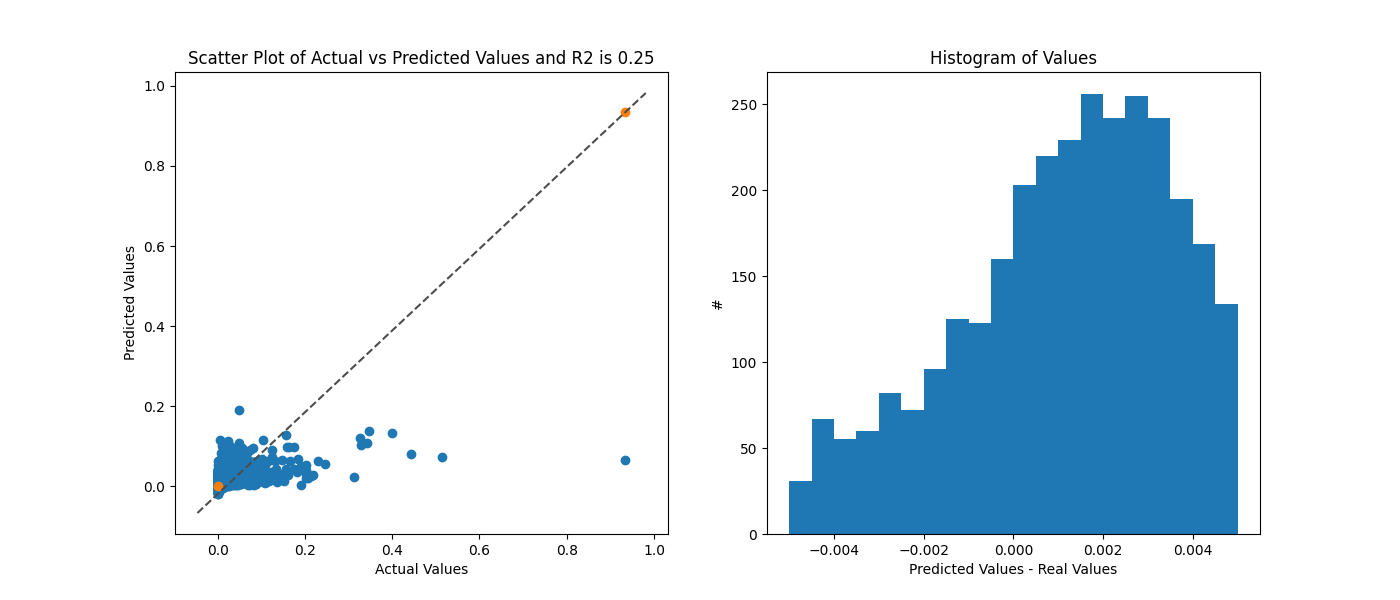 Scatter Plot of Actual vs Predicted Values and R2 is 0.25
1.0
0.8
0.6
0.4
0.2
0.0
Predicted Values
0.0 0.2 0.4 0.6 0.8 1.0
Actual Values
Histogram of Values
250
200
150
100
50
0
#
−0.004 −0.002 0.000 0.002 0.004
Predicted Values - Real Values